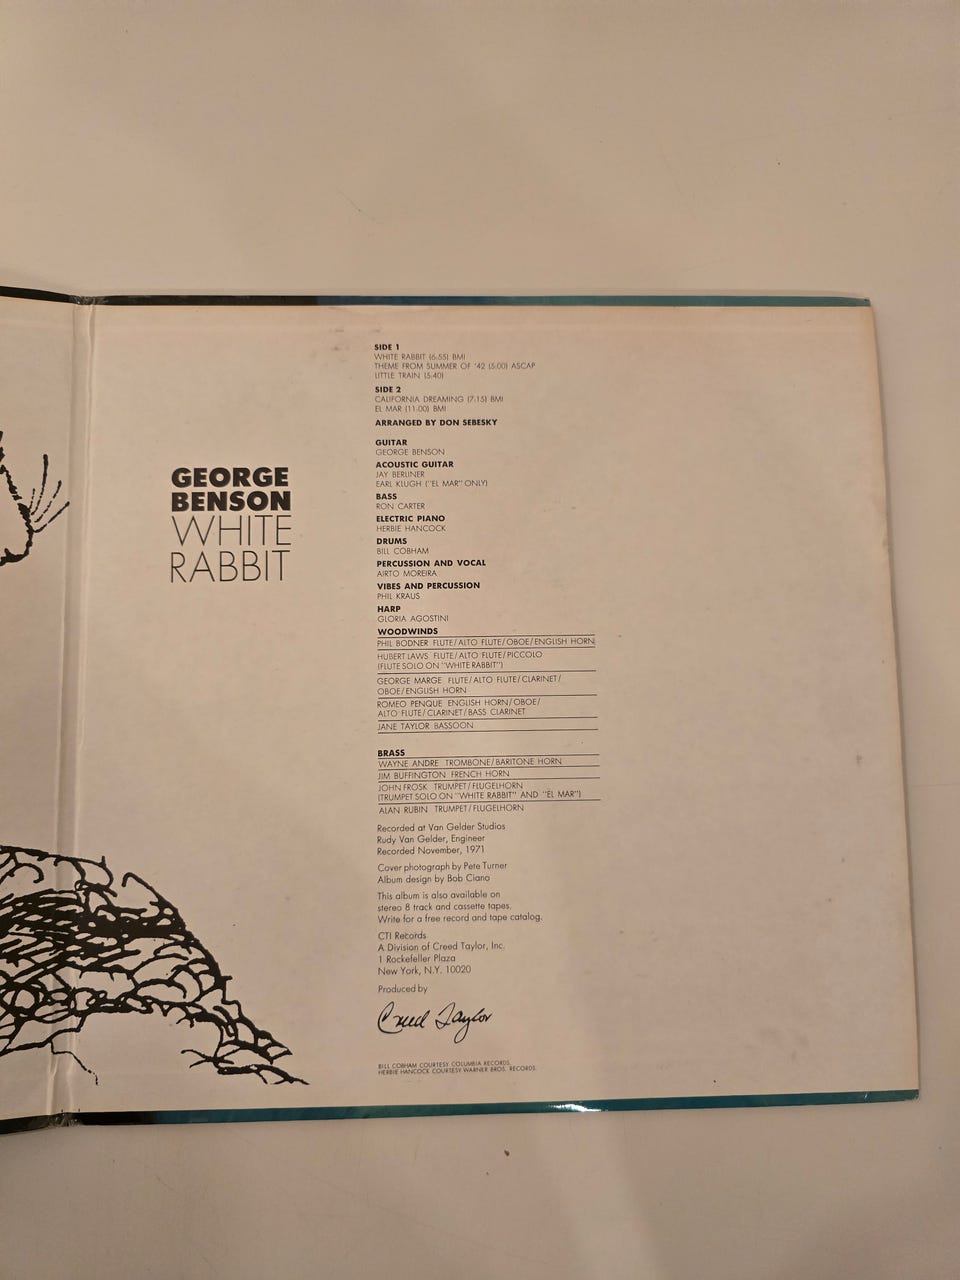 GEORGE
BENSON
WHITE
RABBIT
SIDE 1
WHITE RABBIT (6:55) BMI
THEME FROM SUMMER OF '42 (5:00) ASCAP
LITTLE TRAIN (5:40)
SIDE 2
CALIFORNIA DREAMING (7:15) BMI
EL MAR (11:00) BMI
ARRANGED BY DON SEBESKY
GUITAR
GEORGE BENSON
ACOUSTIC GUITAR
JAY BERLINER
EARL KLUGH ("EL MAR" ONLY)
BASS
RON CARTER
ELECTRIC PIANO
HERBIE HANCOCK
DRUMS
BILL COBHAM
PERCUSSION AND VOCAL
AIRTO MOREIRA
VIBES AND PERCUSSION
PHIL KRAUS
HARP
GLORIA AGOSTINI
WOODWINDS
PHIL BODNER FLUTE/ALTO FLUTE/OBOE/ENGLISH HORN
HUBERT LAWS FLUTE/ALTO FLUTE/PICCOLO
(FLUTE SOLO ON "WHITE RABBIT")
GEORGE MARGE FLUTE/ALTO FLUTE/CLARINET/
OBOE/ENGLISH HORN
ROMEO PENQUE ENGLISH HORN/OBOE/
ALTO FLUTE/CLARINET/BASS CLARINET
JANE TAYLOR BASSOON
BRASS
WAYNE ANDRE TROMBONE/BARITONE HORN
JIM BUFFINGTON FRENCH HORN
JOHN FROSK TRUMPET/FLUGELHORN
(TRUMPET SOLO ON "WHITE RABBIT" AND "EL MAR")
ALAN RUBIN TRUMPET/FLUGELHORN
Recorded at Van Gelder Studios
Rudy Van Gelder, Engineer
Recorded November, 1971
Cover photograph by Pete Turner
Album design by Bob Ciano
This album is also available on
stereo 8 track and cassette tapes.
Write for a free record and tape catalog.
CTI Records
A Division of Creed Taylor, Inc.
1 Rockefeller Plaza
New York, N.Y. 10020
Produced by
Creed Taylor
BILL COBHAM COURTESY COLUMBIA RECORDS.
HERBIE HANCOCK COURTESY WARNER BROS. RECORDS.